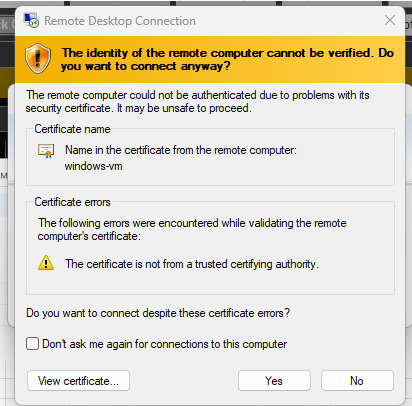 Remote Desktop Connection
The identity of the remote computer cannot be verified. Do
you want to connect anyway?
The remote computer could not be authenticated due to problems with its
security certificate. It may be unsafe to proceed.
Certificate name
Name in the certificate from the remote computer:
windows-vm
Certificate errors
The following errors were encountered while validating the remote
computer's certificate:
The certificate is not from a trusted certifying authority.
Do you want to connect despite these certificate errors?
Don't ask me again for connections to this computer
View certificate...
Yes
No